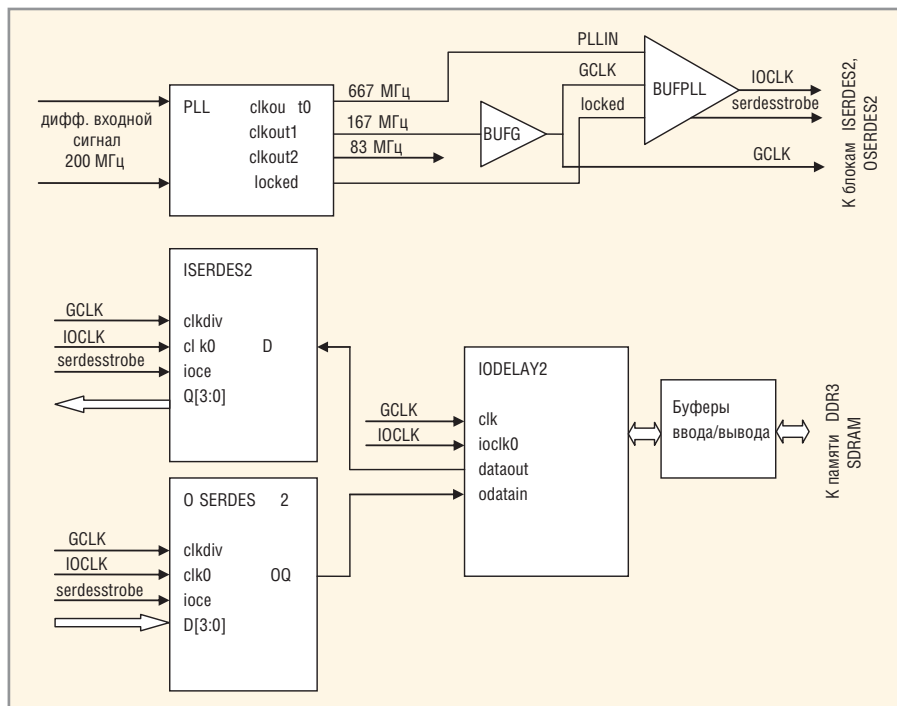 PLLIN
GCLK
BUFPLL
IOCLK
serdesstrobe
locked
GCLK
К блокам ISERDES2,
OSERDES2
дифф. входной
сигнал
200 МГц
PLL
clkou t0
clkout1
clkout2
locked
667 МГц
167 МГц
83 МГц
BUFG
ISERDES2
GCLK
clkdiv
IOCLK
cl k0
D
serdesstrobe
ioce
Q[3:0]
O SERDES 2
GCLK
clkdiv
IOCLK
clk0
OQ
serdesstrobe
ioce
D[3:0]
IODELAY2
GCLK
clk
IOCLK
ioclk0
dataout
odatain
Буферы
ввода/вывода
К памяти DDR3
SDRAM